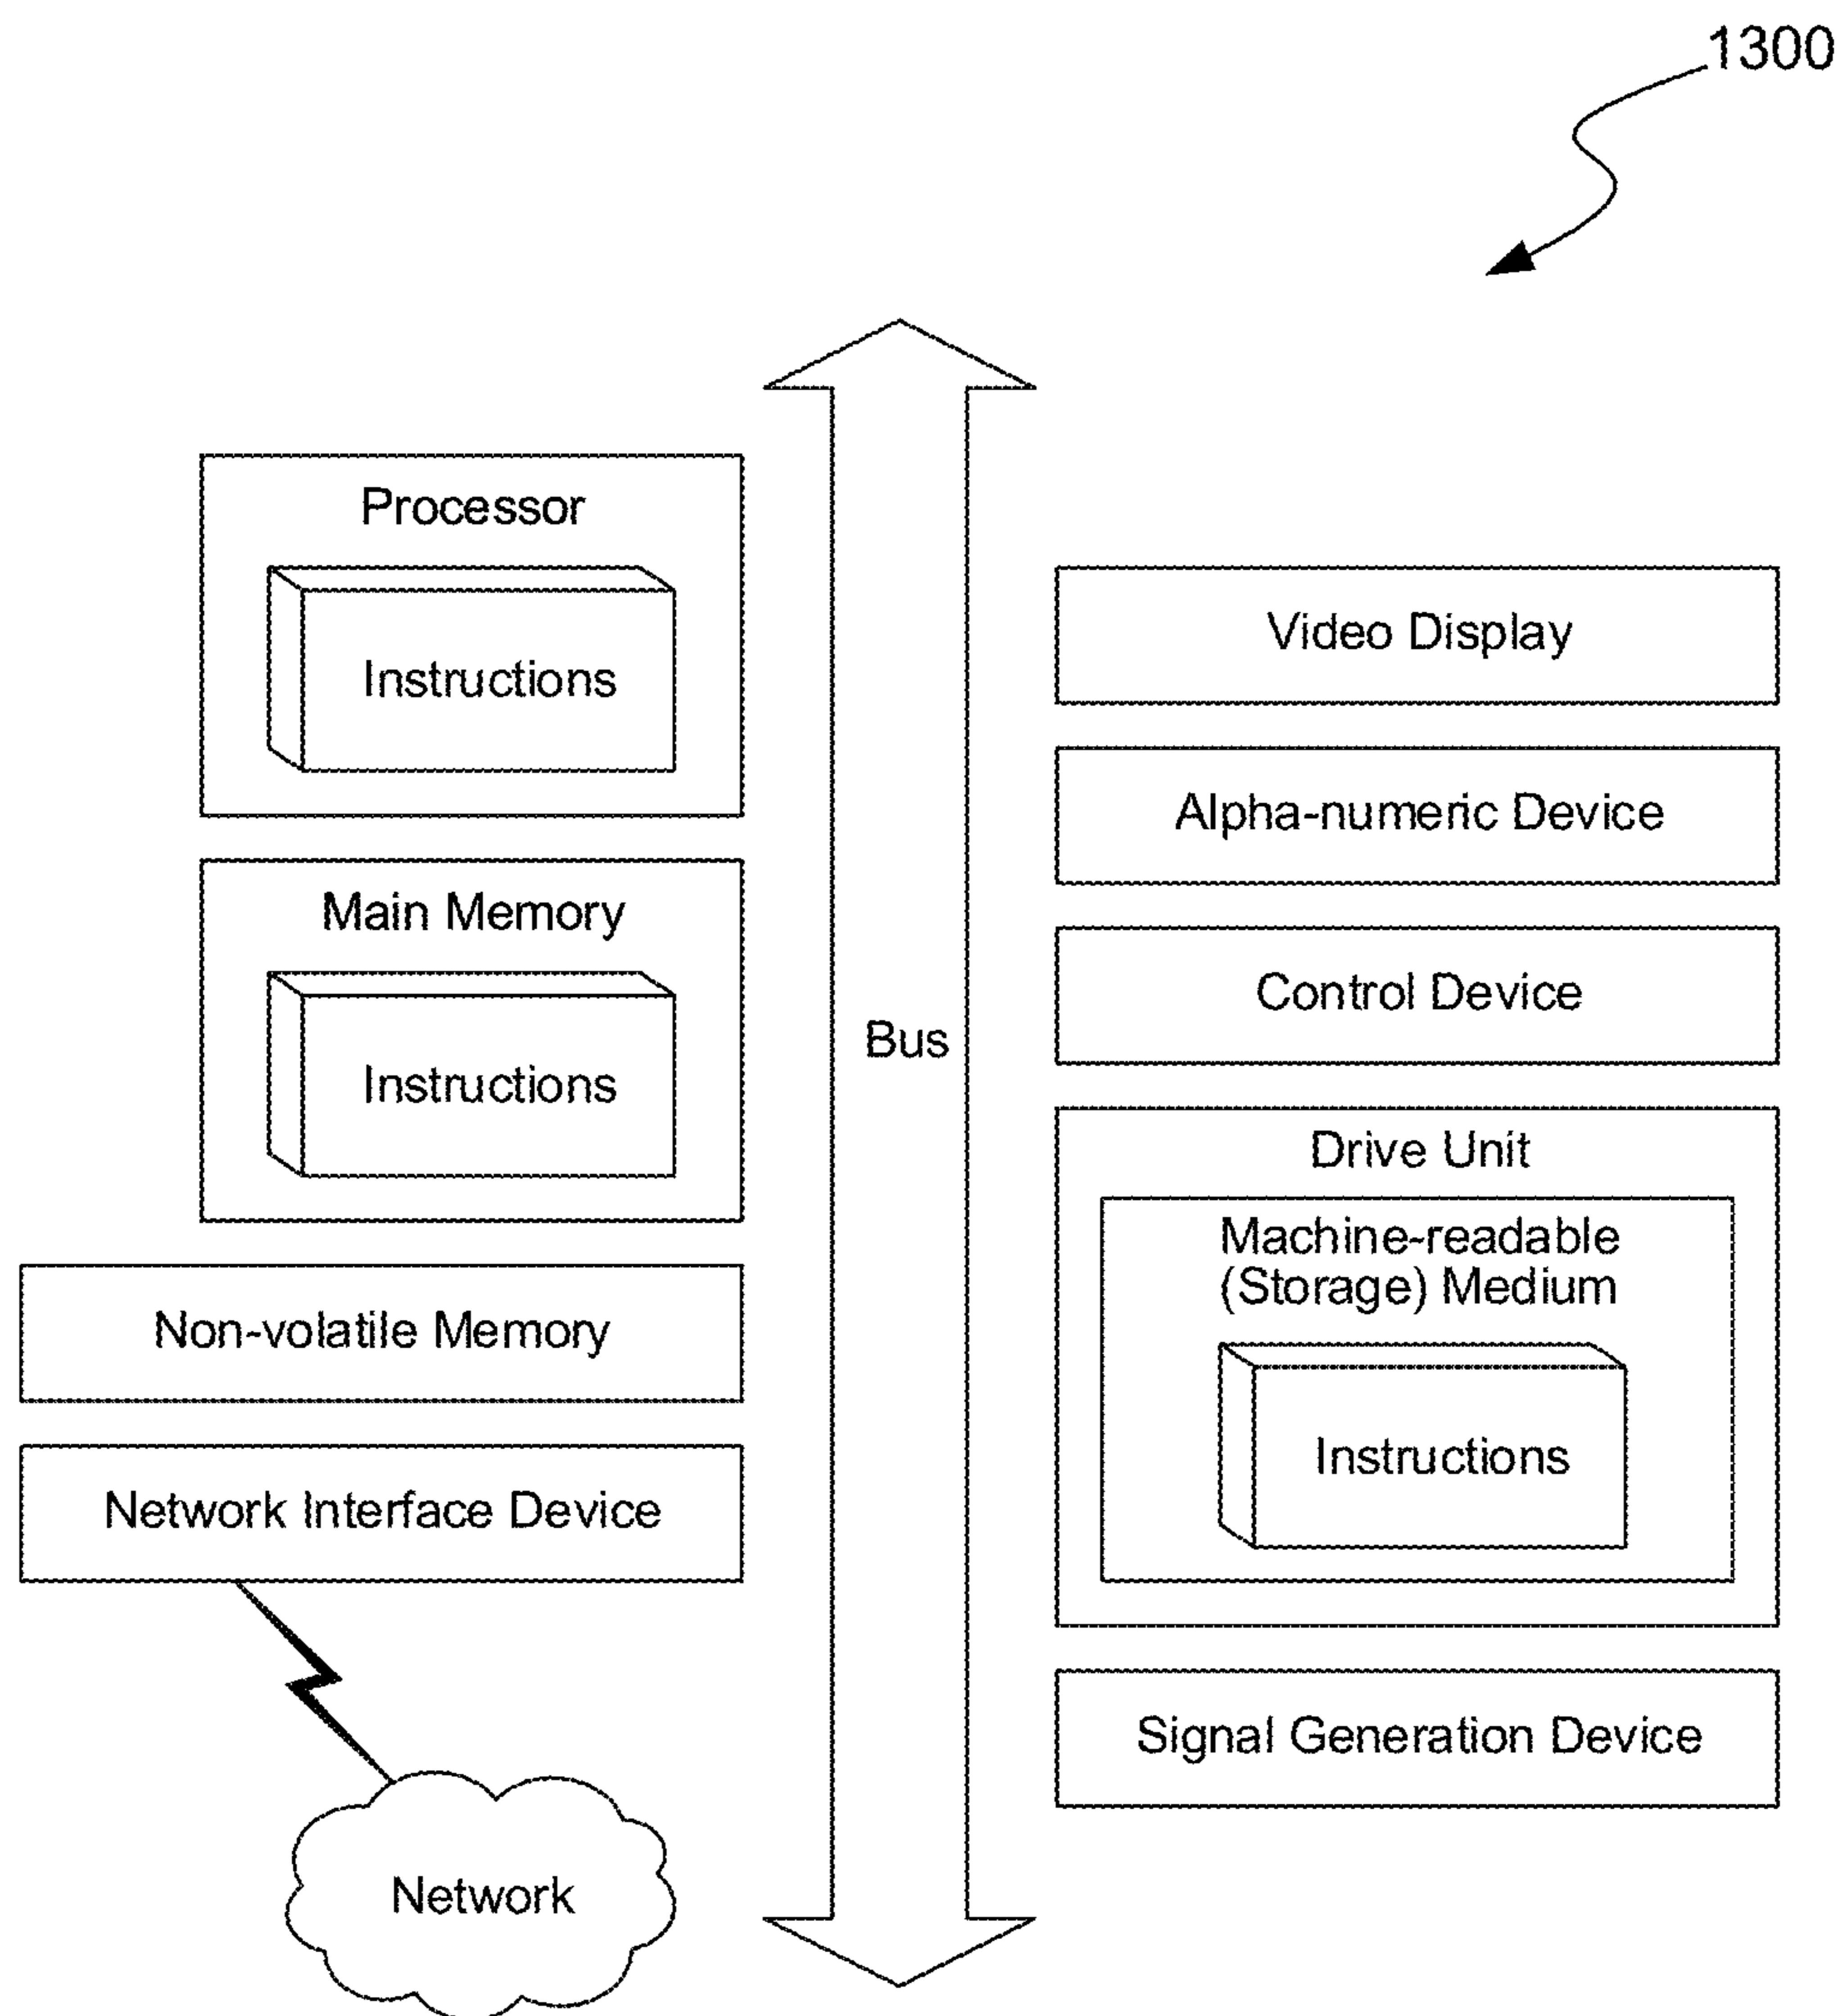 1300
Processor
Instructions
Main Memory
Instructions
Non-volatile Memory
Network Interface Device
Network
Bus
Video Display
Alpha-numeric Device
Control Device
Drive Unit
Machine-readable
(Storage) Medium
Instructions
Signal Generation Device